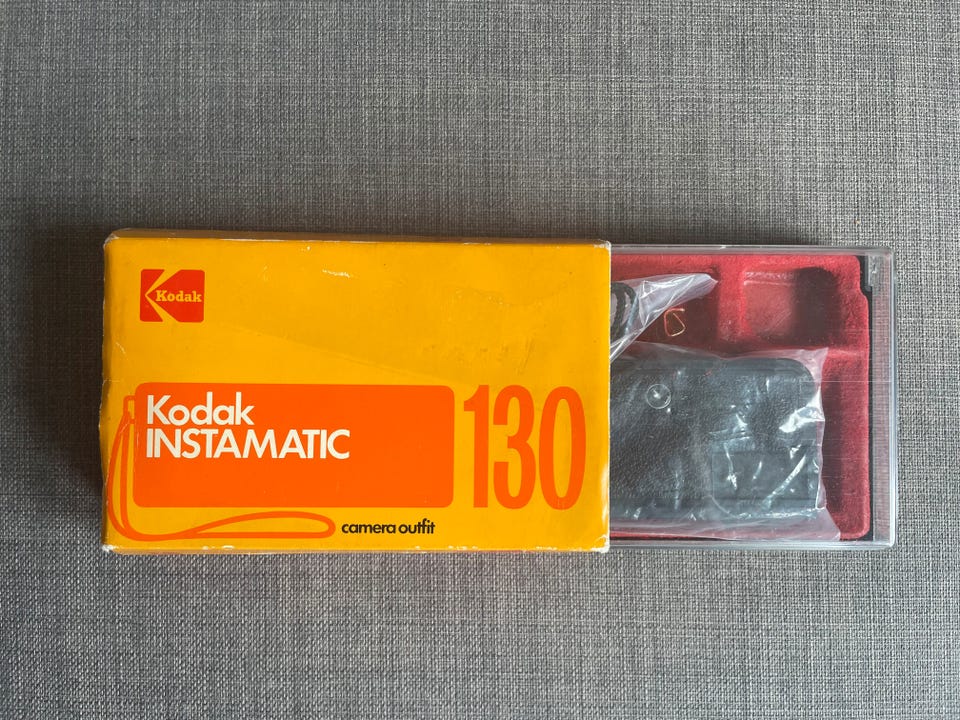 Kodak
Kodak
INSTAMATIC
130
camera outfit